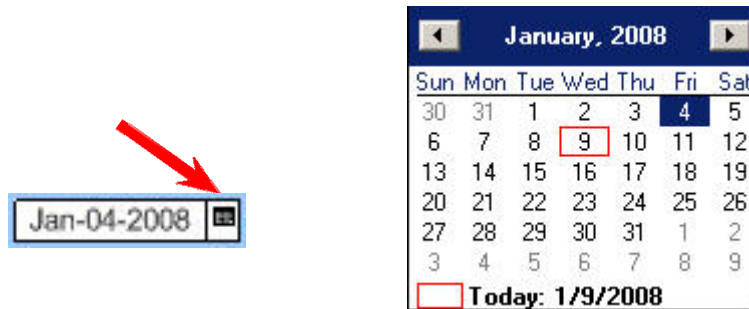 Jan-04-2008
January, 2008
Sun Mon Tue Wed Thu Fri Sat
30 31 1 2 3 4 5
6 7 8 9 10 11 12
13 14 15 16 17 18 19
20 21 22 23 24 25 26
27 28 29 30 31 1 2
3 4 5 6 7 8 9
Today: 1/9/2008